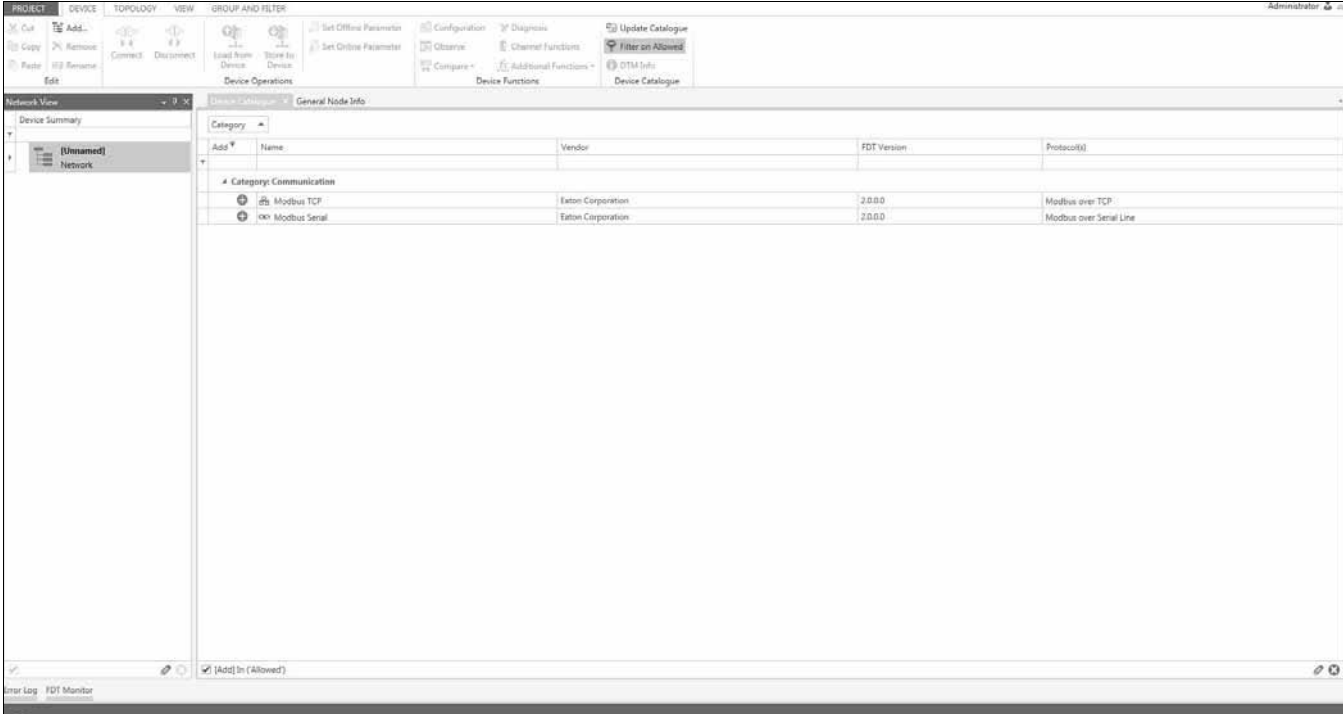 PROJECT DEVICE TOPOLOGY VIEW GROUP AND FILTER Administrator
Cut Add... Set Offline Parameter Configuration Diagnosis Update Catalogue
Copy Remove Connect Disconnect Load from Device Store to Device Set Online Parameter Observe Channel Functions Filter on Allowed
Paste Rename Compare Additional Functions DTM Info
Edit Device Operations Device Functions Device Catalogue
Network View Device Catalogue General Node Info
Device Summary
Category
[Unnamed]
Network
Add Name Vendor FDT Version Protocol(s)
Category: Communication
Modbus TCP Eaton Corporation 2.0.0.0 Modbus over TCP
Modbus Serial Eaton Corporation 2.0.0.0 Modbus over Serial Line
[Add] In ('Allowed')
Error Log FDT Monitor